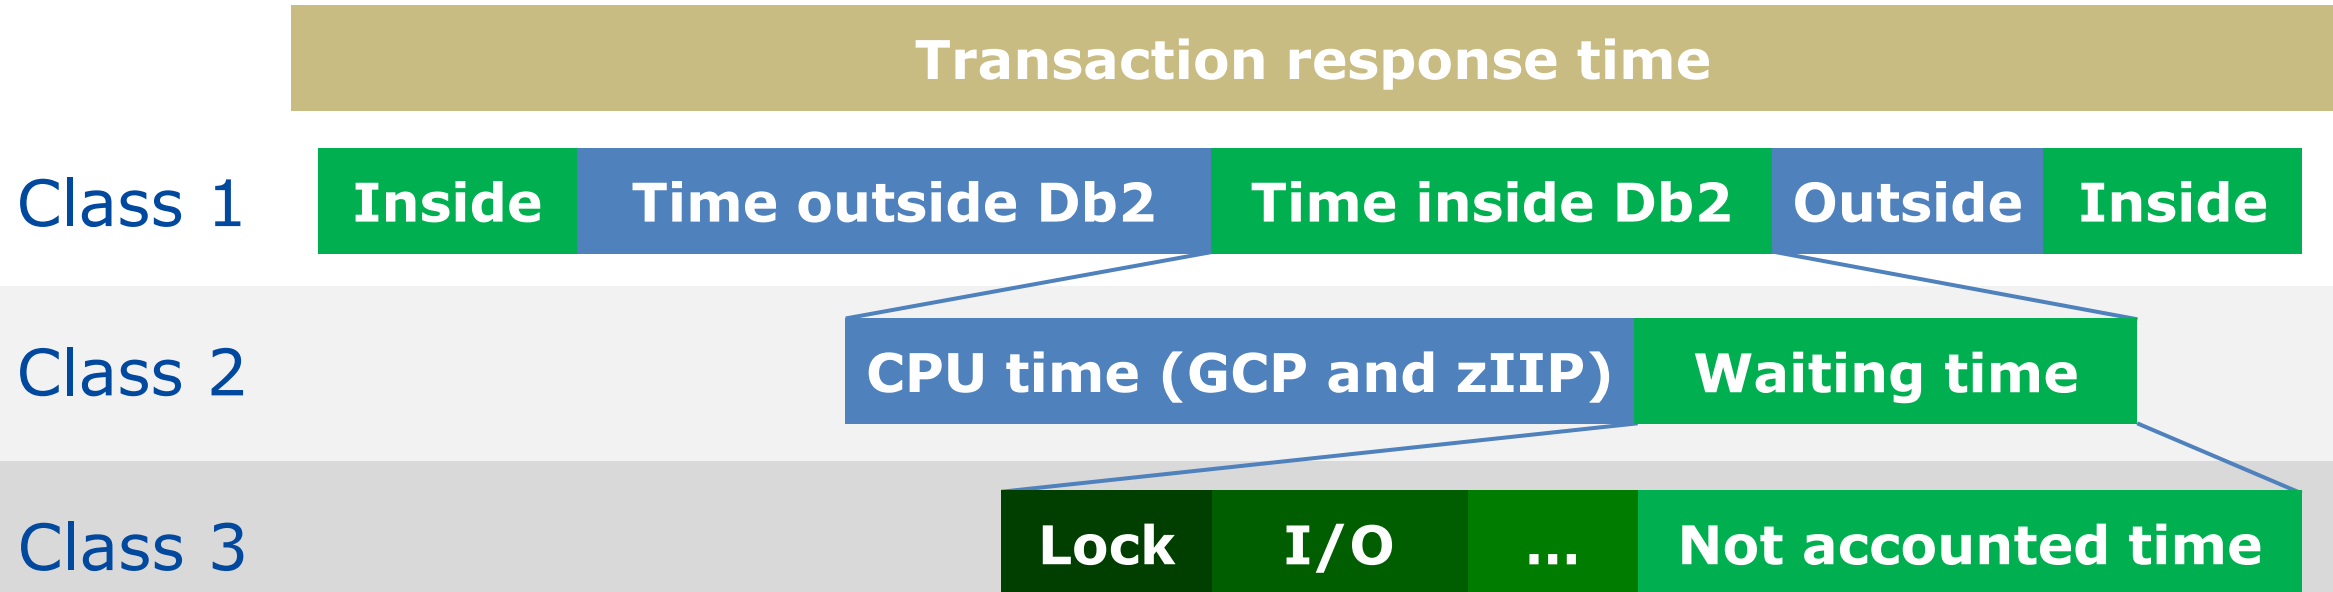 Transaction response time
Class 1 Inside Time outside Db2 Time inside Db2 Outside Inside
Class 2 CPU time (GCP and zIIP) Waiting time
Class 3 Lock I/O ... Not accounted time